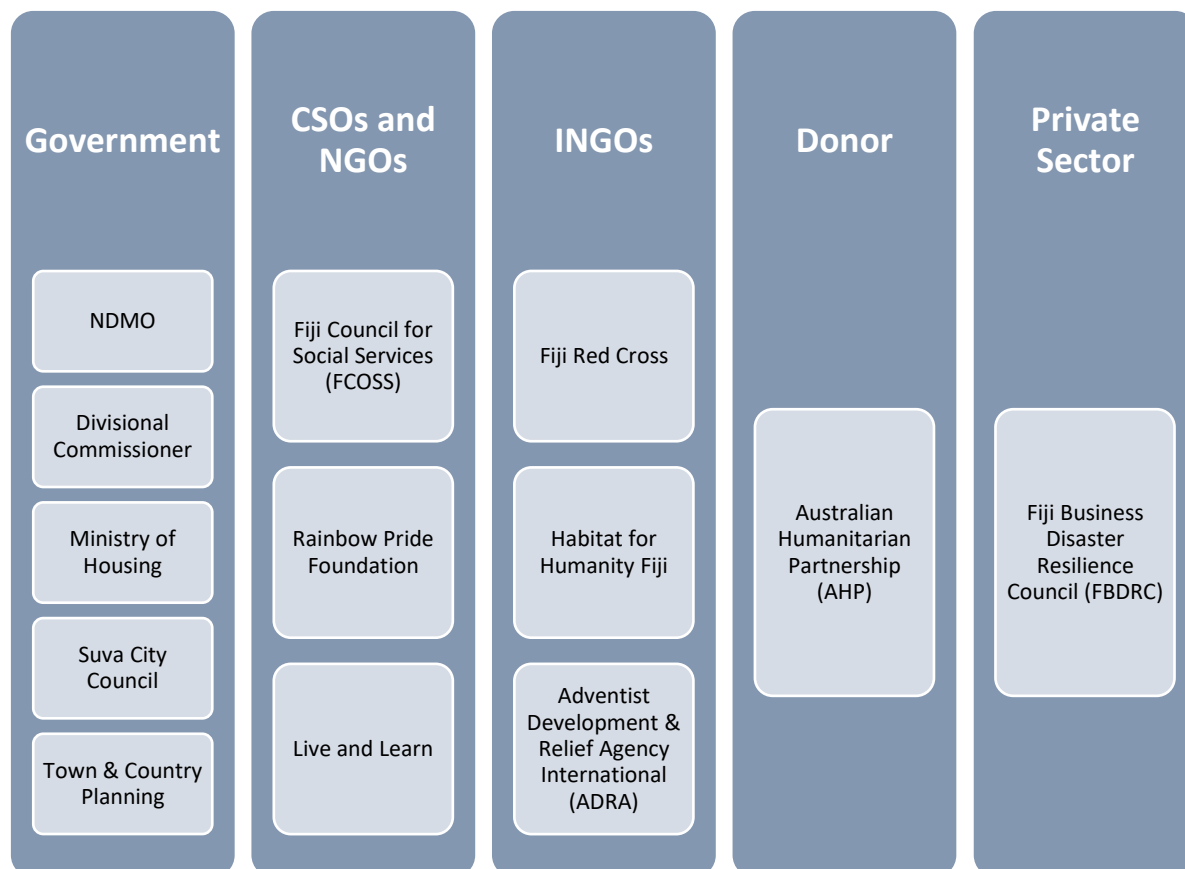 Government
NDMO
Divisional
Commissioner
Ministry of
Housing
Suva City
Council
Town & Country
Planning
CSOs and
NGOs
Fiji Council for
Social Services
(FCOSS)
Rainbow Pride
Foundation
Live and Learn
INGOs
Fiji Red Cross
Habitat for
Humanity Fiji
Adventist
Development &
Relief Agency
International
(ADRA)
Donor
Australian
Humanitarian
Partnership
(AHP)
Private
Sector
Fiji Business
Disaster
Resilience
Council (FBDRC)